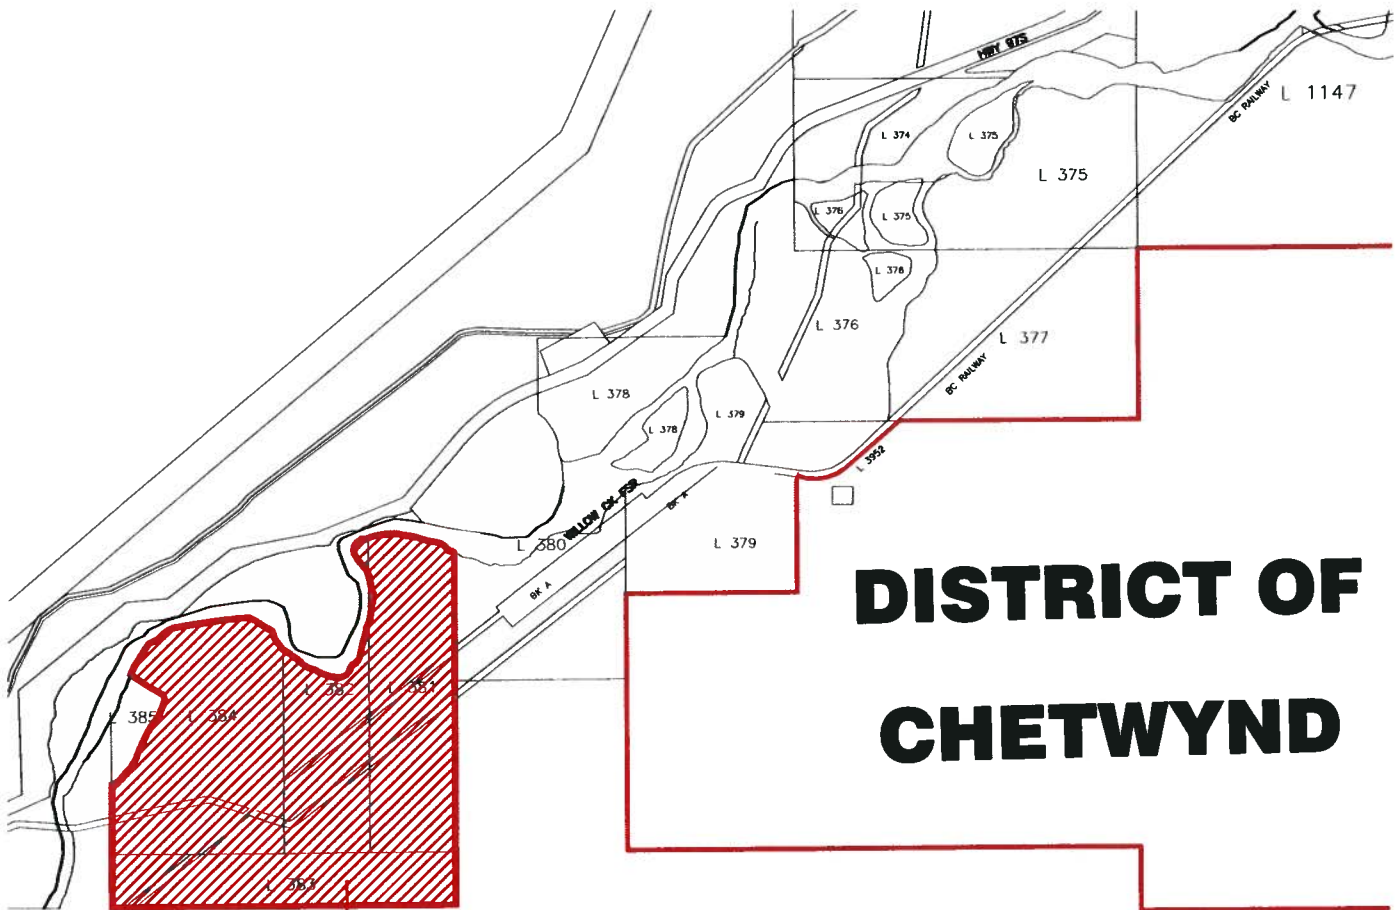 HWY 97S
L 1147
BC RAILWAY
L 374
L 375
L 375
L 376
L 375
L 376
L 376
L 377
BC RAILWAY
L 378
L 379
L 378
L 3952
WILLOW CK FSR
BK A
L 380
L 379
BK A
DISTRICT OF
CHETWYND
L 382
L 381
L 385
L 384
L 383